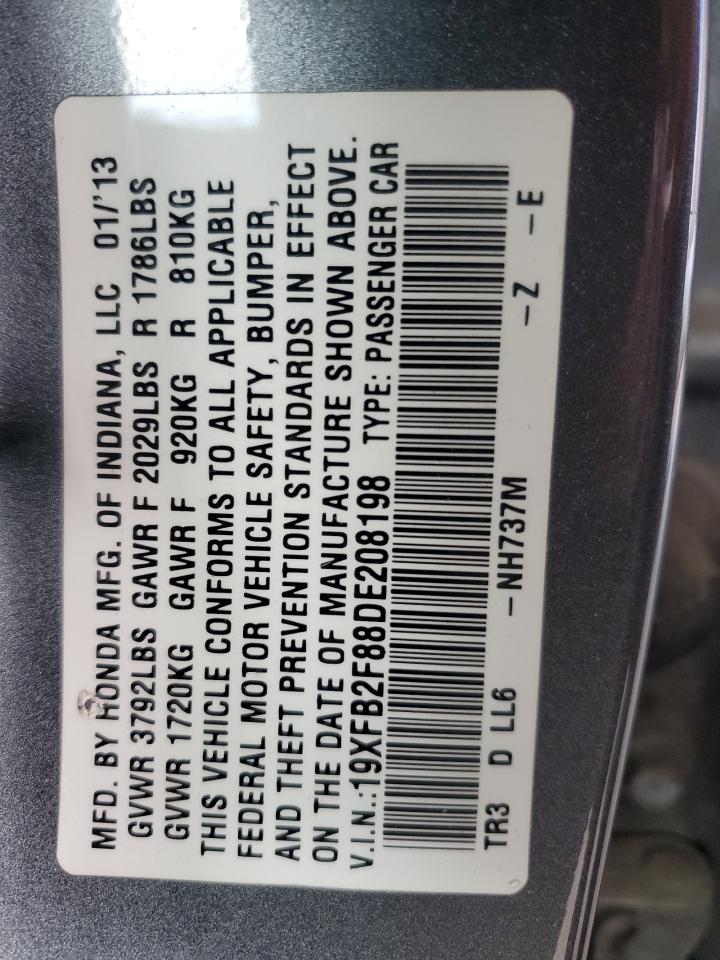 MFD. BY HONDA MFG. OF INDIANA, LLC 01/'13
GVWR 3792LBS GAWR F 2029LBS R 1786LBS
GVWR 1720KG GAWR F 920KG R 810KG
THIS VEHICLE CONFORMS TO ALL APPLICABLE
FEDERAL MOTOR VEHICLE SAFETY, BUMPER,
AND THEFT PREVENTION STANDARDS IN EFFECT
ON THE DATE OF MANUFACTURE SHOWN ABOVE.
V.I.N.:19XFB2F88DE208198 TYPE: PASSENGER CAR
TR3 D LL6 –NH737M –Z –E